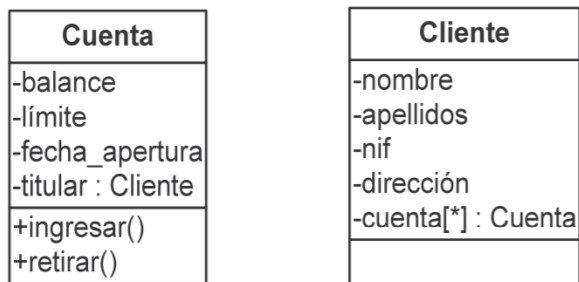 Cuenta
-balance
-límite
-fecha_apertura
-titular : Cliente
+ingresar()
+retirar()
Cliente
-nombre
-apellidos
-nif
-dirección
-cuenta[*] : Cuenta